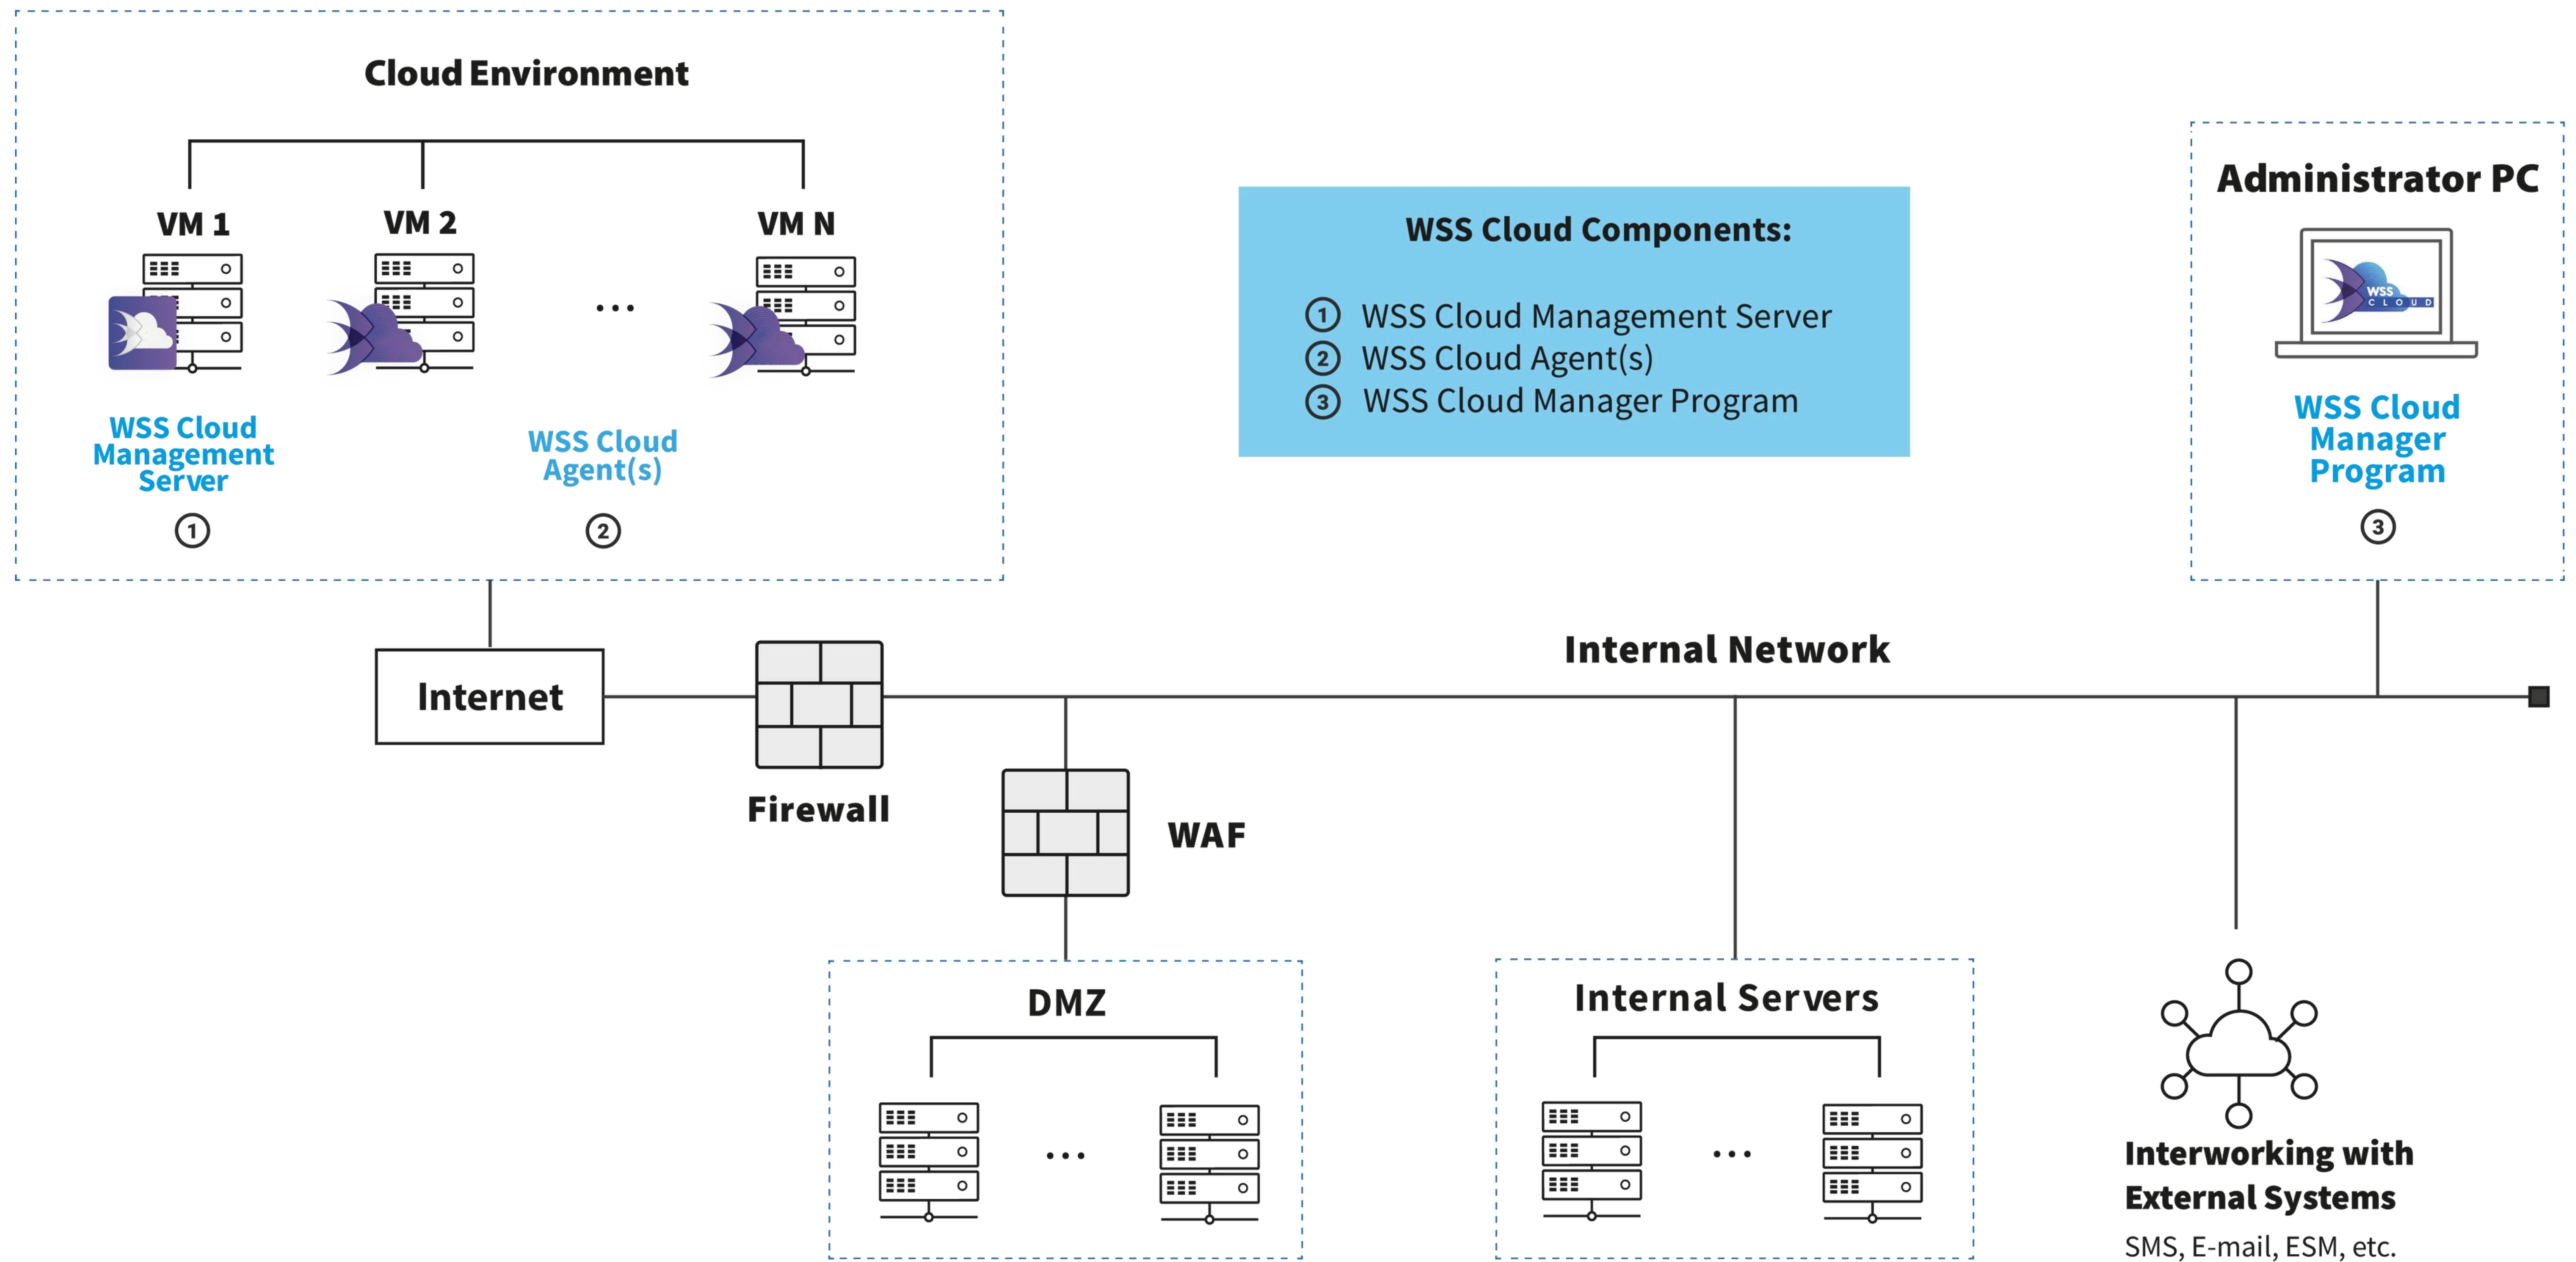 Cloud Environment
VM 1
VM 2
VM N
...
WSS Cloud
Management
Server
1
WSS Cloud
Agent(s)
2
WSS Cloud Components:
1 WSS Cloud Management Server
2 WSS Cloud Agent(s)
3 WSS Cloud Manager Program
Administrator PC
WSS
CLOUD
WSS Cloud
Manager
Program
3
Internet
Firewall
Internal Network
WAF
DMZ
...
Internal Servers
...
Interworking with
External Systems
SMS, E-mail, ESM, etc.